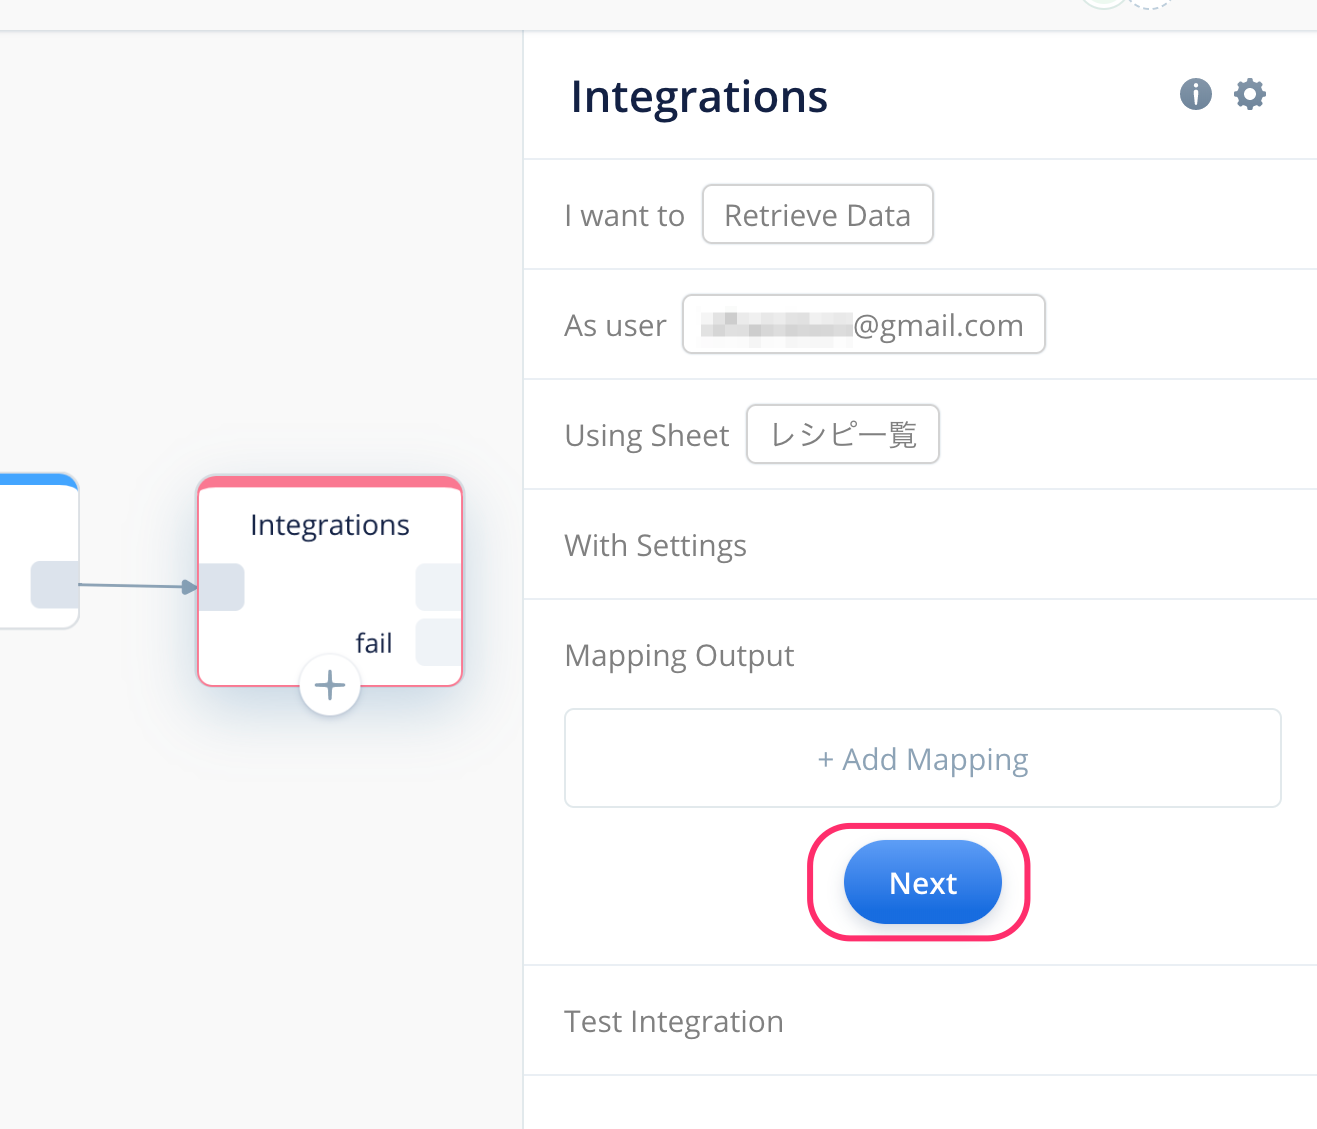 Integrations
I want to Retrieve Data
As user @gmail.com
Using Sheet レシピ一覧
With Settings
Mapping Output
+ Add Mapping
Next
Test Integration
Integrations
fail